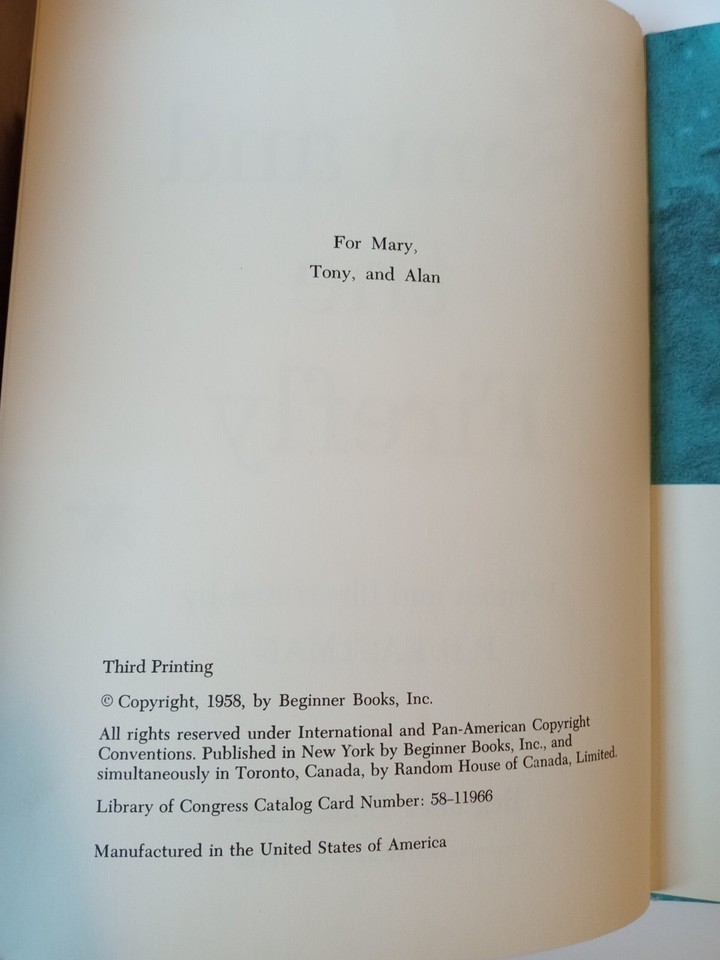 For Mary,
Tony, and Alan
Third Printing
© Copyright, 1958, by Beginner Books, Inc.
All rights reserved under International and Pan-American Copyright
Conventions. Published in New York by Beginner Books, Inc., and
simultaneously in Toronto, Canada, by Random House of Canada, Limited.
Library of Congress Catalog Card Number: 58–11966
Manufactured in the United States of America